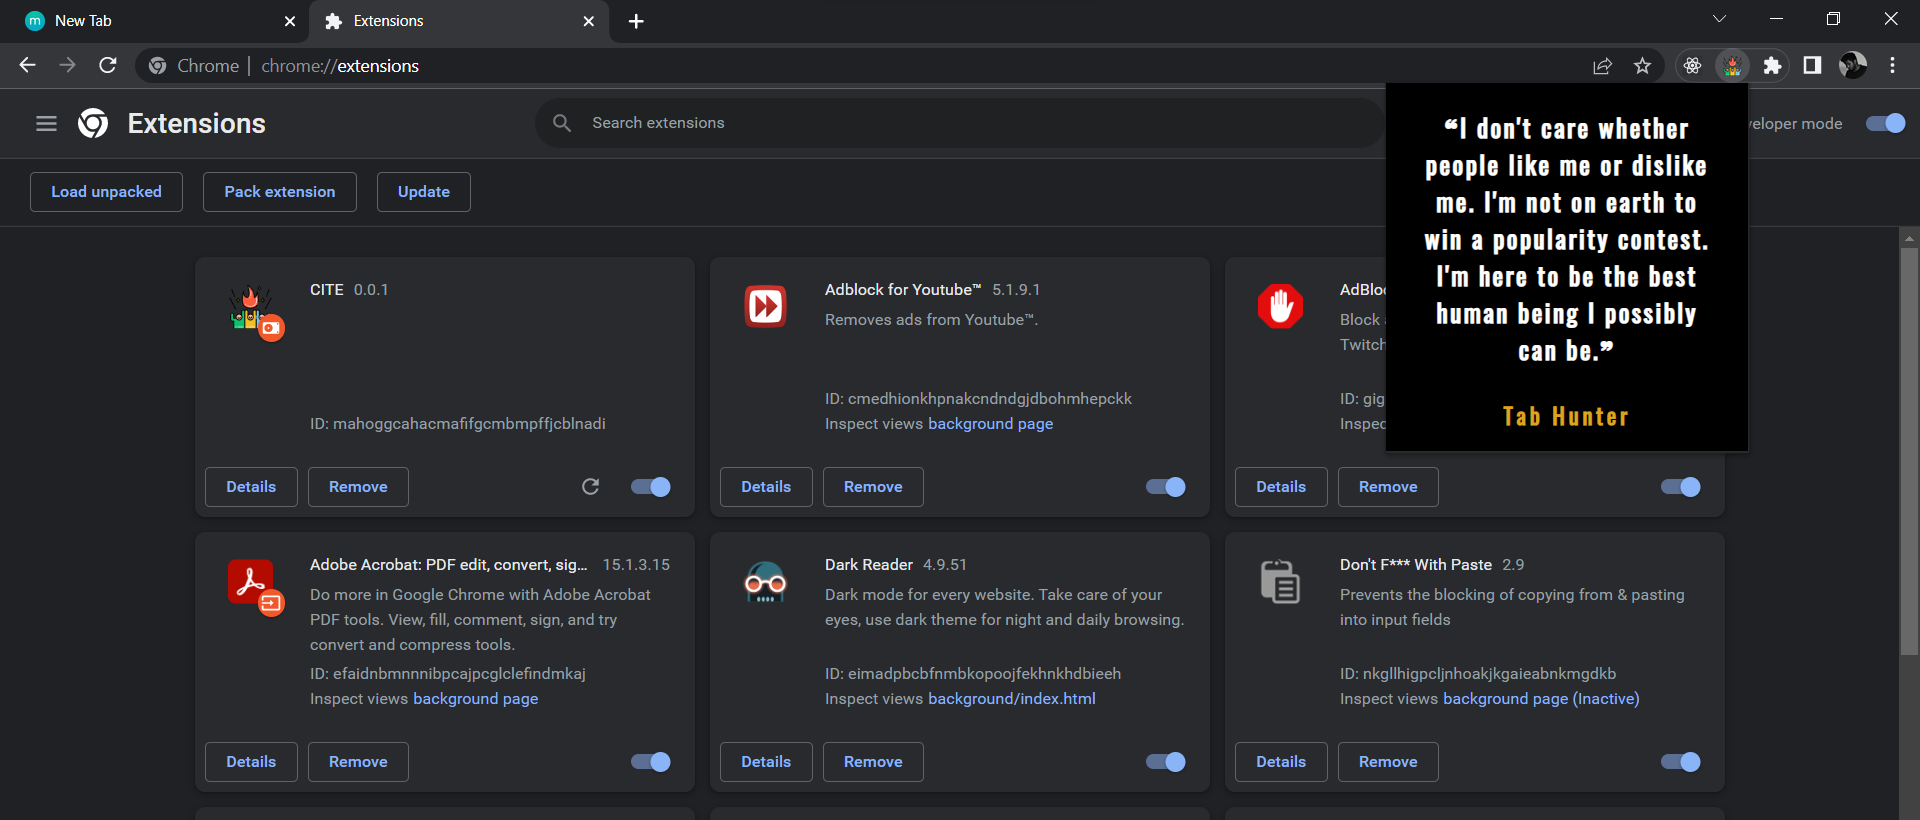 m New Tab
Extensions
Chrome
chrome://extensions
Extensions
Search extensions
veloper mode
Load unpacked
Pack extension
Update
“I don't care whether
people like me or dislike
me. I'm not on earth to
win a popularity contest.
I'm here to be the best
human being I possibly
can be.”
Tab Hunter
CITE 0.0.1
ID: mahoggcahacmafifgcmbmpffjcblnadi
Details
Remove
Adblock for Youtube™ 5.1.9.1
Removes ads from Youtube™.
ID: cmedhionkhpnakcndndgjdbohmhepckk
Inspect views background page
Details
Remove
AdBlo
Block
Twitch
ID: gig
Inspec
Details
Remove
Adobe Acrobat: PDF edit, convert, sig... 15.1.3.15
Do more in Google Chrome with Adobe Acrobat
PDF tools. View, fill, comment, sign, and try
convert and compress tools.
ID: efaidnbmnnnibpcajpcglclefindmkaj
Inspect views background page
Details
Remove
Dark Reader 4.9.51
Dark mode for every website. Take care of your
eyes, use dark theme for night and daily browsing.
ID: eimadpbcbfnmbkopoojfekhnkhdbieeh
Inspect views background/index.html
Details
Remove
Don't F*** With Paste 2.9
Prevents the blocking of copying from & pasting
into input fields
ID: nkgllhigpcljnhoakjkgaieabnkmgdkb
Inspect views background page (Inactive)
Details
Remove